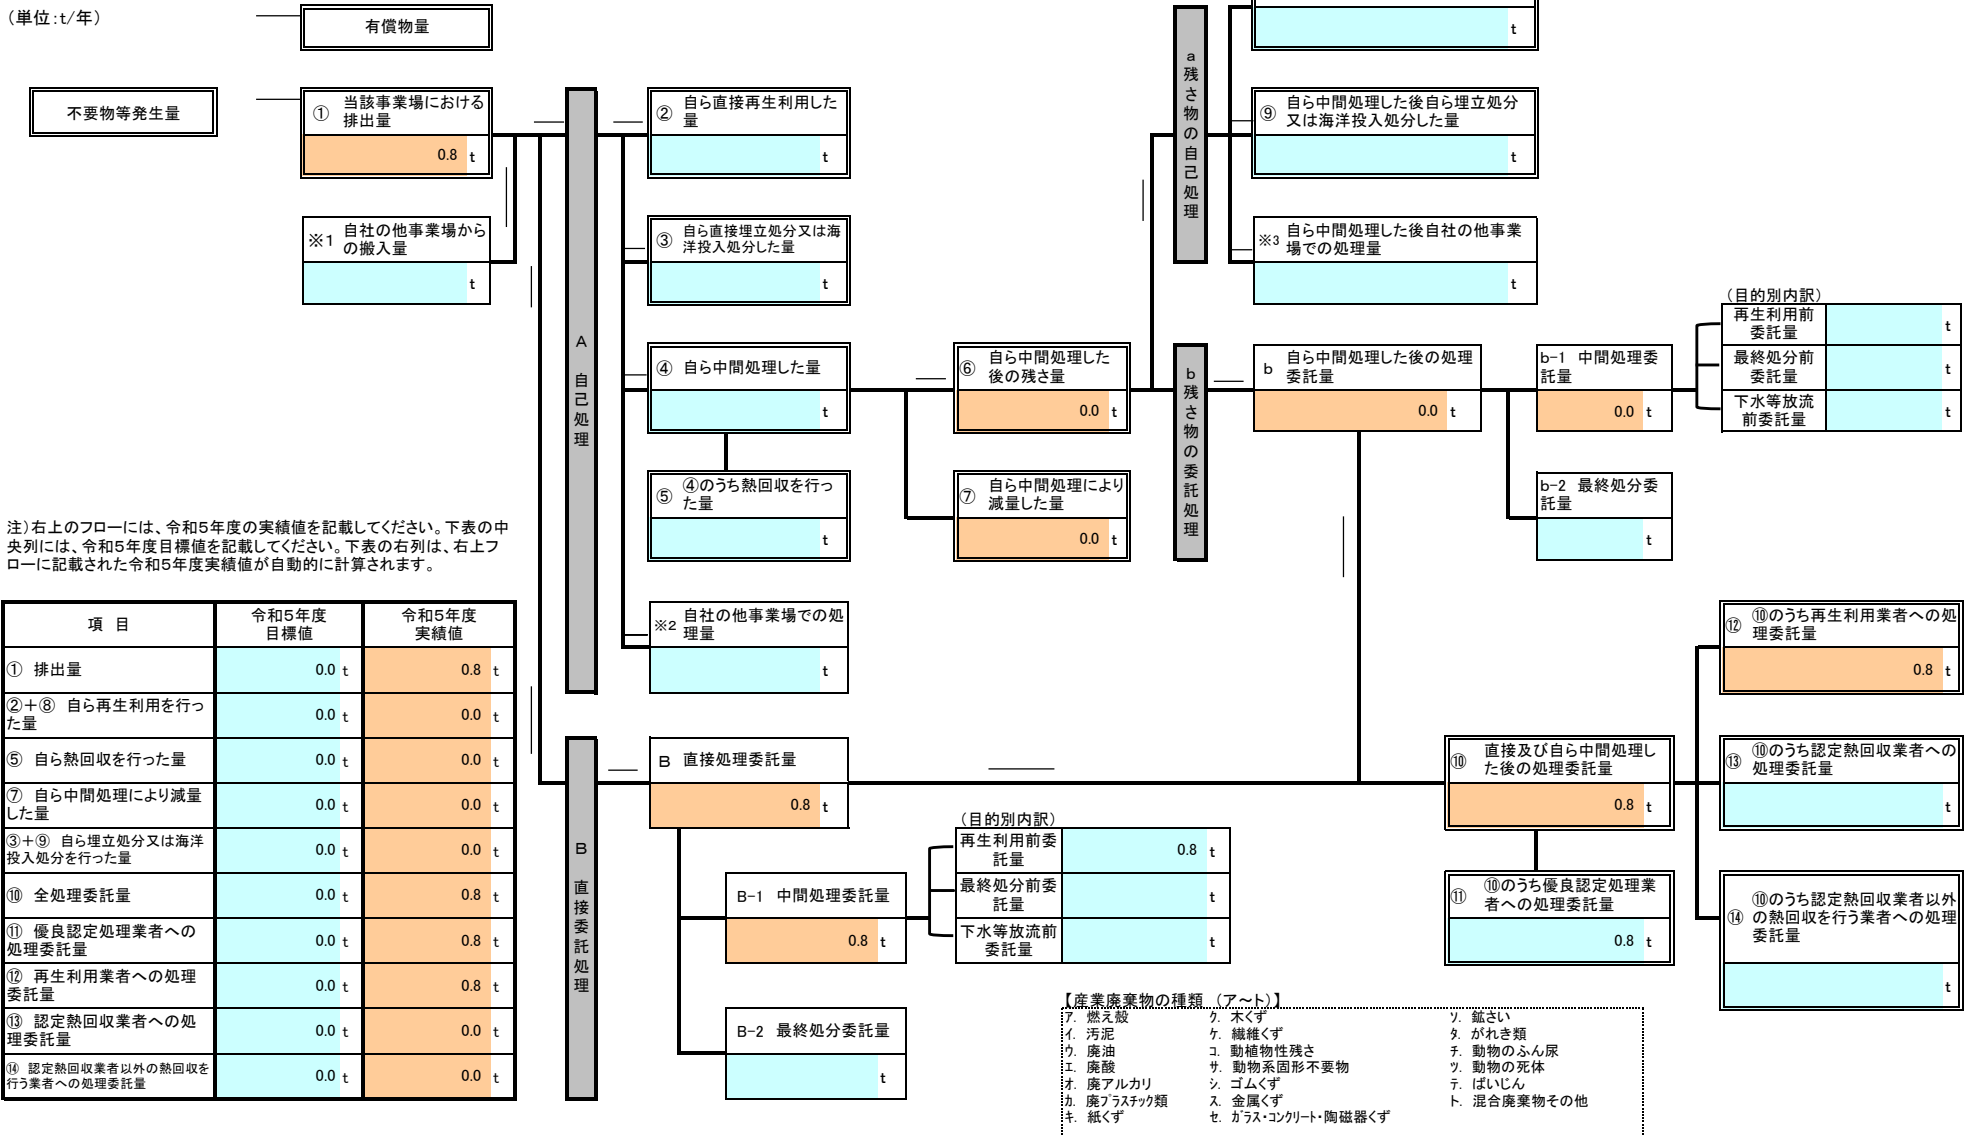 （単位：t/年）
有償物量
不要物等発生量
① 当該事業場における
排出量
0.8 t
※1 自社の他事業場から
の搬入量
t
A 自己処理
② 自ら直接再生利用した
量
t
③ 自ら直接埋立処分又は海
洋投入処分した量
t
④ 自ら中間処理した量
t
⑤ ④のうち熱回収を行っ
た量
t
※2 自社の他事業場での処
理量
t
⑥ 自ら中間処理した
後の残さ量
0.0 t
⑦ 自ら中間処理により
減量した量
0.0 t
a 残さ物の自己処理
t
⑨ 自ら中間処理した後自ら埋立処分
又は海洋投入処分した量
t
※3 自ら中間処理した後自社の他事業
場での処理量
t
b 残さ物の委託処理
b 自ら中間処理した後の処理
委託量
0.0 t
b-1 中間処理委
託量
0.0 t
（目的別内訳）
再生利用前
委託量 t
最終処分前
委託量 t
下水等放流
前委託量 t
b-2 最終処分委
託量
t
注）右上のフローには、令和5年度の実績値を記載してください。下表の中
央列には、令和5年度目標値を記載してください。下表の右列は、右上フ
ローに記載された令和5年度実績値が自動的に計算されます。
項 目 令和5年度
目標値 令和5年度
実績値
① 排出量 0.0 t 0.8 t
②＋⑧ 自ら再生利用を行っ
た量 0.0 t 0.0 t
⑤ 自ら熱回収を行った量 0.0 t 0.0 t
⑦ 自ら中間処理により減量
した量 0.0 t 0.0 t
③＋⑨ 自ら埋立処分又は海洋
投入処分を行った量 0.0 t 0.0 t
⑩ 全処理委託量 0.0 t 0.8 t
⑪ 優良認定処理業者への
処理委託量 0.0 t 0.8 t
⑫ 再生利用業者への処理
委託量 0.0 t 0.8 t
⑬ 認定熱回収業者への処
理委託量 0.0 t 0.0 t
⑭ 認定熱回収業者以外の熱回収を
行う業者への処理委託量 0.0 t 0.0 t
B 直接委託処理
B 直接処理委託量
0.8 t
B-1 中間処理委託量
0.8 t
（目的別内訳）
再生利用前委
託量 0.8 t
最終処分前委
託量 t
下水等放流前
委託量 t
B-2 最終処分委託量
t
⑩ 直接及び自ら中間処理し
た後の処理委託量
0.8 t
⑪ ⑩のうち優良認定処理業
者への処理委託量
0.8 t
⑫ ⑩のうち再生利用業者への処
理委託量
0.8 t
⑬ ⑩のうち認定熱回収業者への
処理委託量
t
⑭ ⑩のうち認定熱回収業者以外
の熱回収を行う業者への処理
委託量
t
【産業廃棄物の種類 （ア～ト）】
ア. 燃え殻 ク. 木くず ソ. 鉱さい
イ. 汚泥 ケ. 繊維くず タ. がれき類
ウ. 廃油 コ. 動植物性残さ チ. 動物のふん尿
エ. 廃酸 サ. 動物系固形不要物 ツ. 動物の死体
オ. 廃アルカリ シ. ゴムくず テ. ばいじん
カ. 廃プラスチック類 ス. 金属くず ト. 混合廃棄物その他
キ. 紙くず セ. ガラス・コンクリート・陶磁器くず